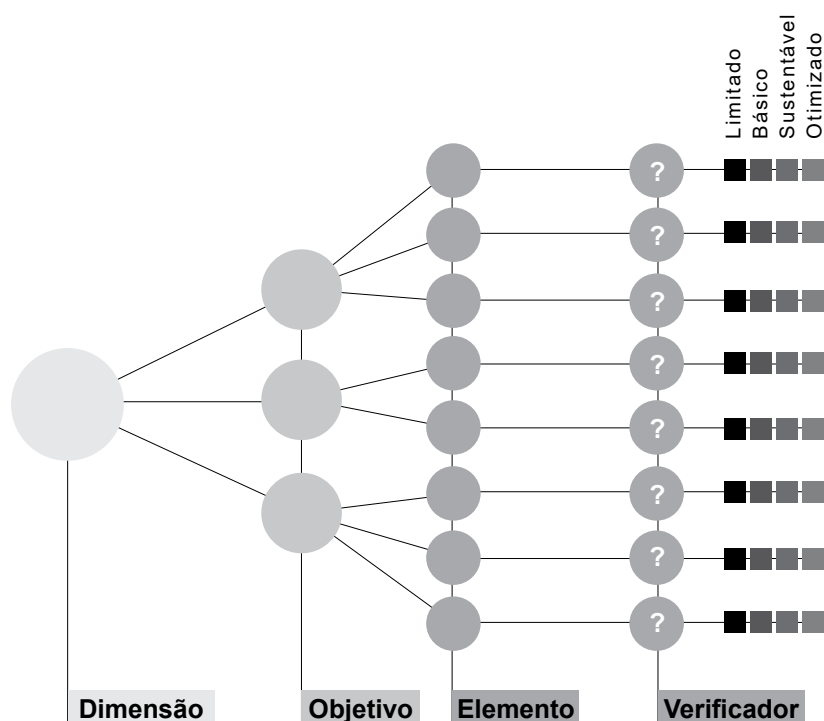 Limitado
Básico
Sustentável
Otimizado
?
?
?
?
?
?
?
?
Dimensão
Objetivo
Elemento
Verificador